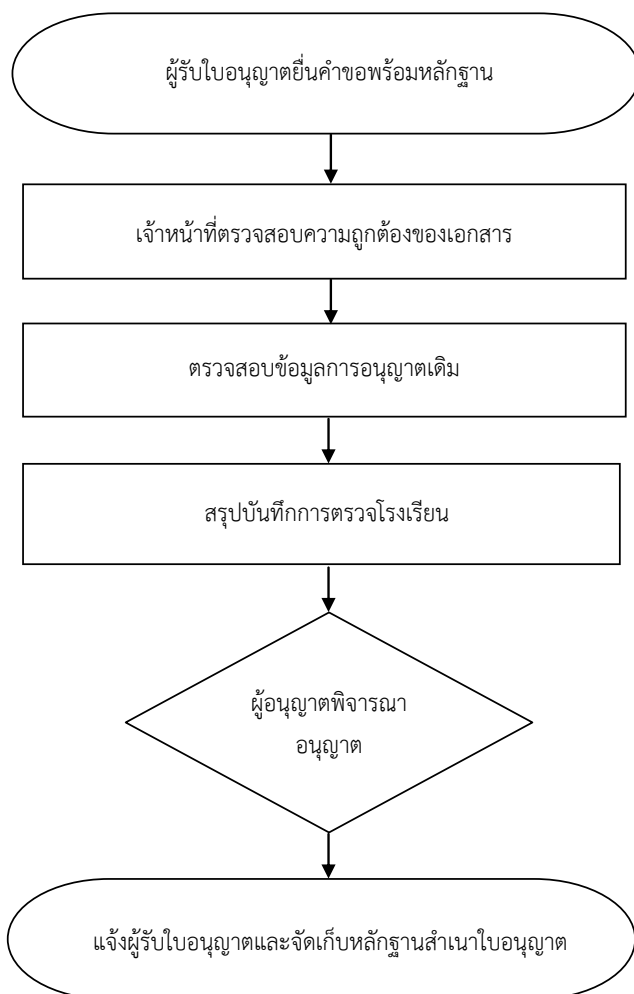 ผู้รับใบอนุญาตยื่นคำขอพร้อมหลักฐาน
เจ้าหน้าที่ตรวจสอบความถูกต้องของเอกสาร
ตรวจสอบข้อมูลการอนุญาตเดิม
สรุปบันทึกการตรวจโรงเรียน
ผู้อนุญาตพิจารณา
อนุญาต
แจ้งผู้รับใบอนุญาตและจัดเก็บหลักฐานสำเนาใบอนุญาต